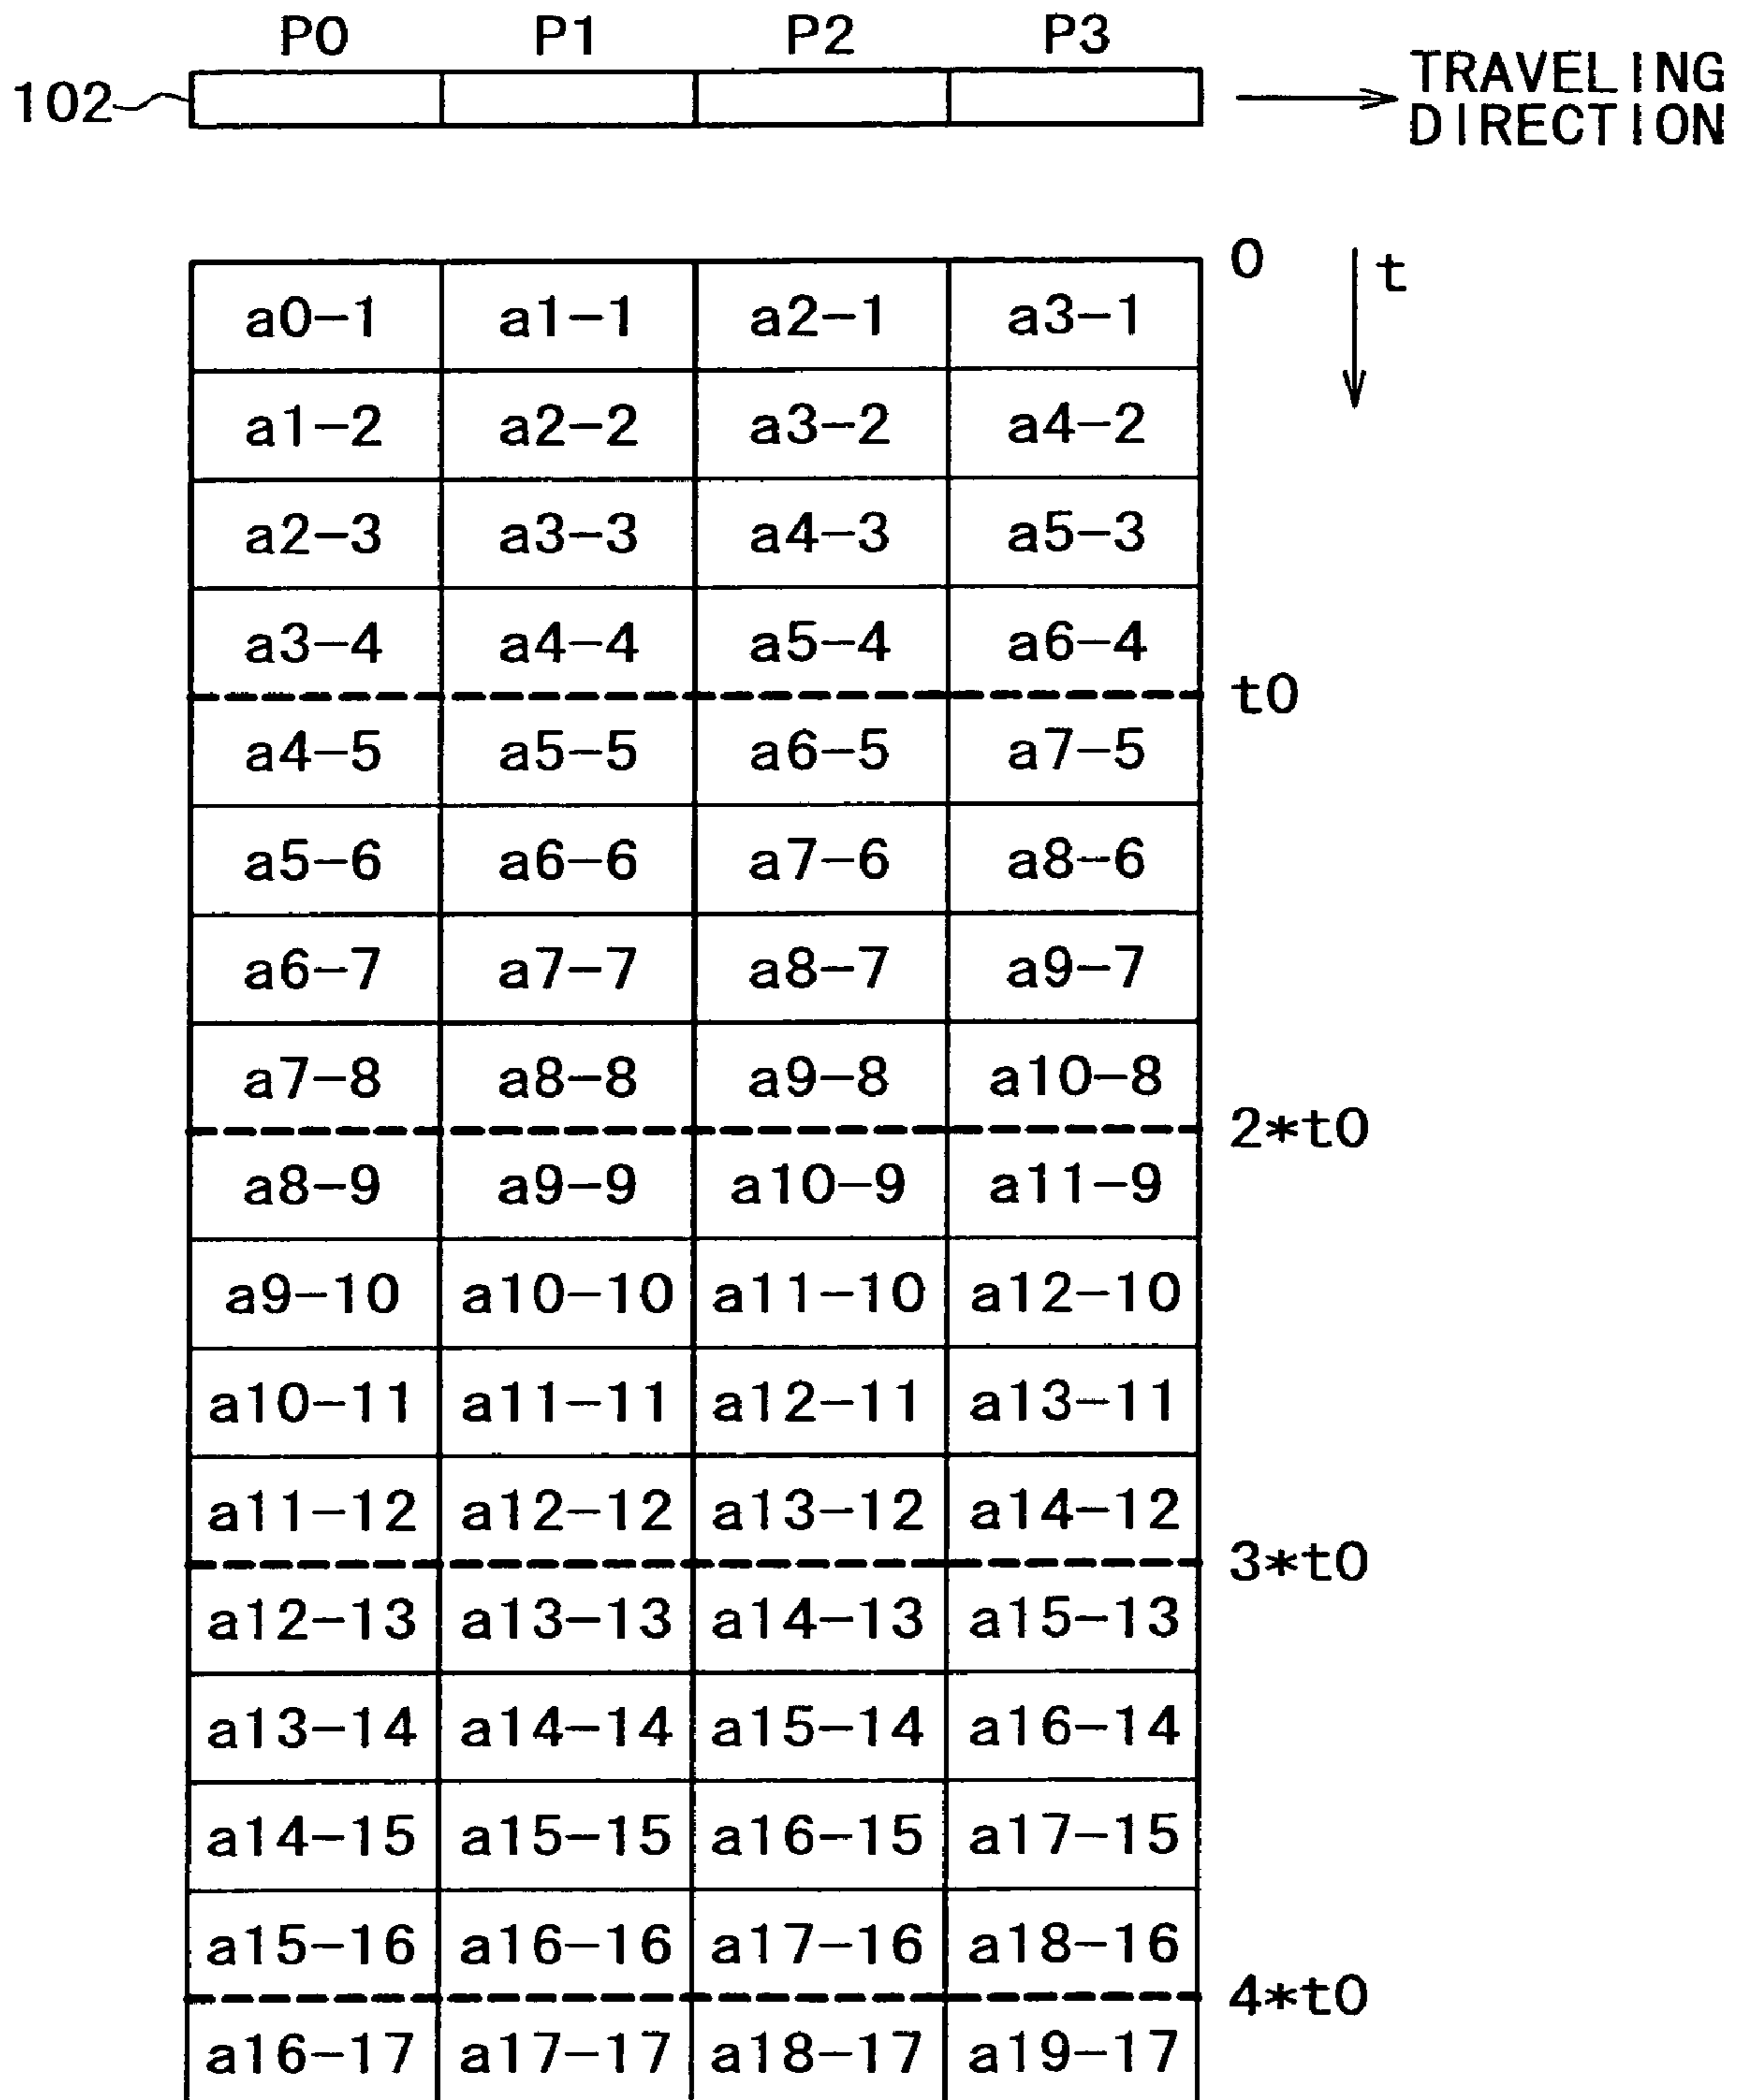 P0 P1 P2 P3
102 TRAVELING
DIRECTION
0
t
a0-1 a1-1 a2-1 a3-1
a1-2 a2-2 a3-2 a4-2
a2-3 a3-3 a4-3 a5-3
a3-4 a4-4 a5-4 a6-4
t0
a4-5 a5-5 a6-5 a7-5
a5-6 a6-6 a7-6 a8-6
a6-7 a7-7 a8-7 a9-7
a7-8 a8-8 a9-8 a10-8
2*t0
a8-9 a9-9 a10-9 a11-9
a9-10 a10-10 a11-10 a12-10
a10-11 a11-11 a12-11 a13-11
a11-12 a12-12 a13-12 a14-12
3*t0
a12-13 a13-13 a14-13 a15-13
a13-14 a14-14 a15-14 a16-14
a14-15 a15-15 a16-15 a17-15
a15-16 a16-16 a17-16 a18-16
4*t0
a16-17 a17-17 a18-17 a19-17